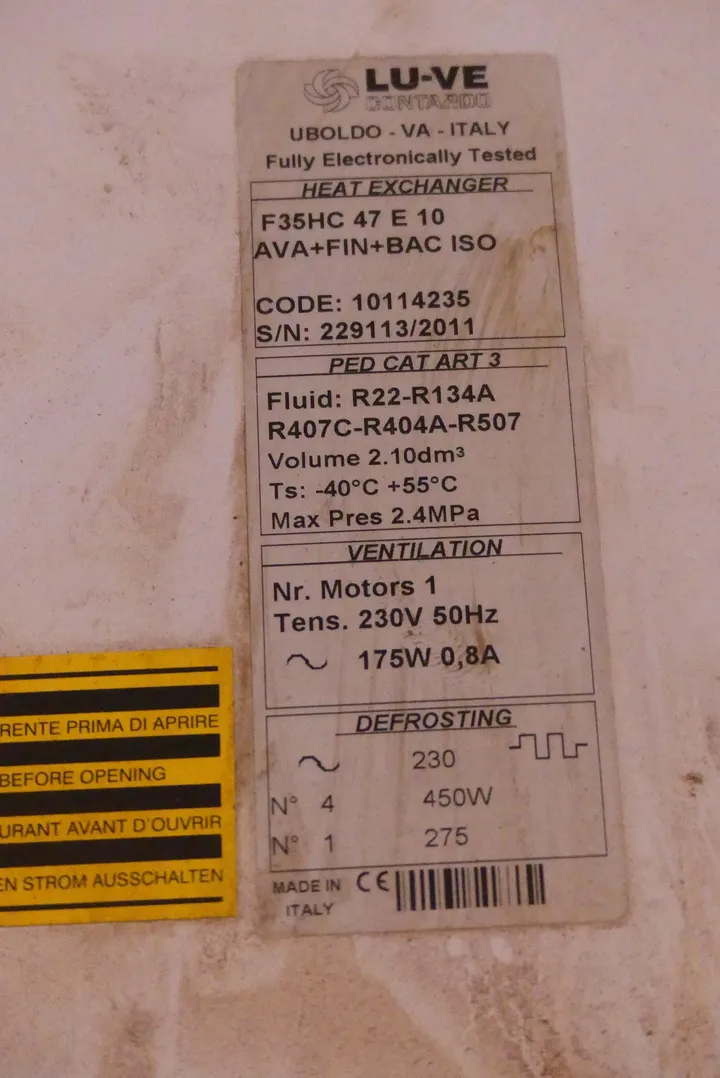 LU-VE
CONTARDO
UBOLDO - VA - ITALY
Fully Electronically Tested
HEAT EXCHANGER
F35HC 47 E 10
AVA+FIN+BAC ISO
CODE: 10114235
S/N: 229113/2011
PED CAT ART 3
Fluid: R22-R134A
R407C-R404A-R507
Volume 2.10dm³
Ts: -40°C +55°C
Max Pres 2.4MPa
VENTILATION
Nr. Motors 1
Tens. 230V 50Hz
175W 0,8A
DEFROSTING
230
N° 4 450W
N° 1 275
MADE IN
ITALY
CE
RENTE PRIMA DI APRIRE
BEFORE OPENING
URANT AVANT D'OUVRIR
EN STROM AUSSCHALTEN